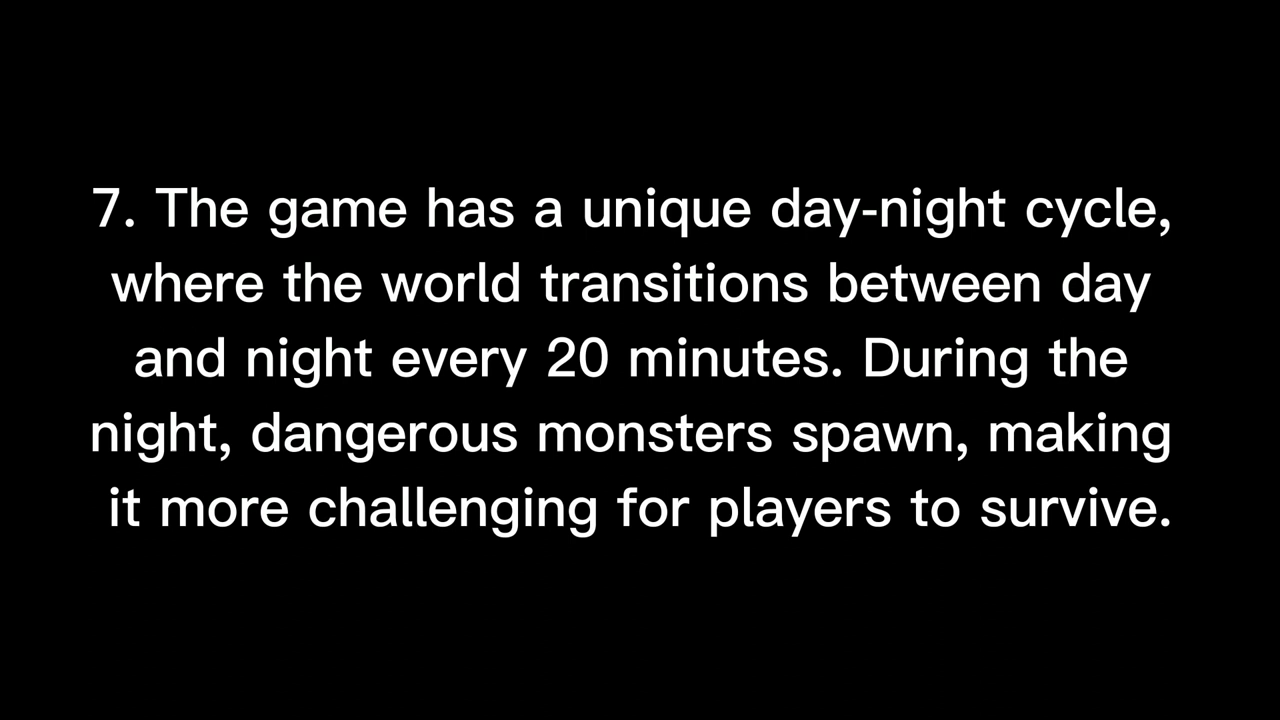 7. The game has a unique day-night cycle,
where the world transitions between day
and night every 20 minutes. During the
night, dangerous monsters spawn, making
it more challenging for players to survive.